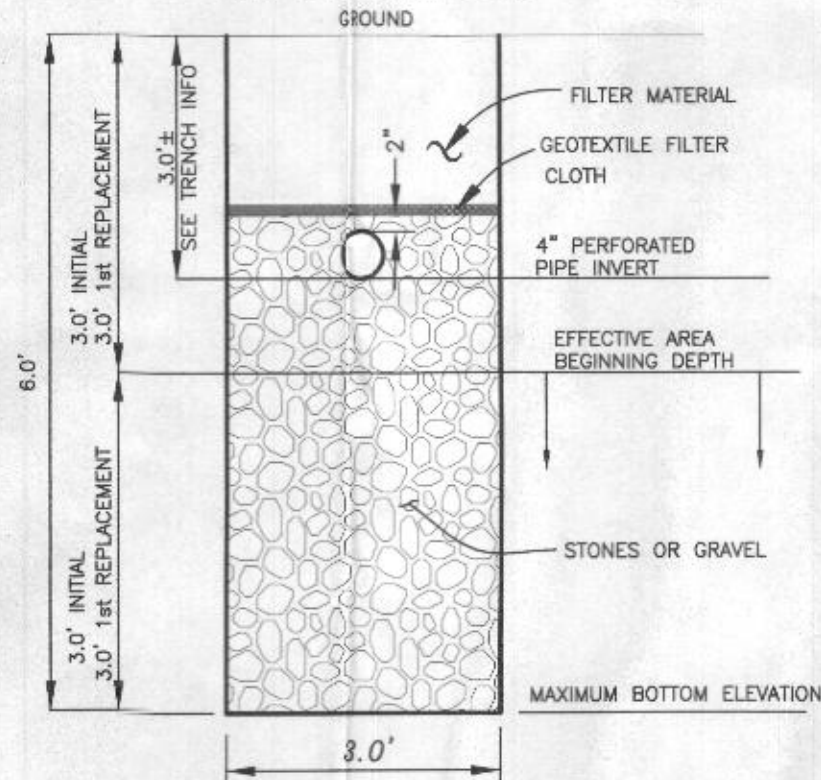 GROUND
6.0'
3.0' INITIAL
3.0' 1st REPLACEMENT
3.0'±
SEE TRENCH INFO
2"
FILTER MATERIAL
GEOTEXTILE FILTER
CLOTH
4" PERFORATED
PIPE INVERT
EFFECTIVE AREA
BEGINNING DEPTH
3.0' INITIAL
3.0' 1st REPLACEMENT
STONES OR GRAVEL
MAXIMUM BOTTOM ELEVATION
3.0'